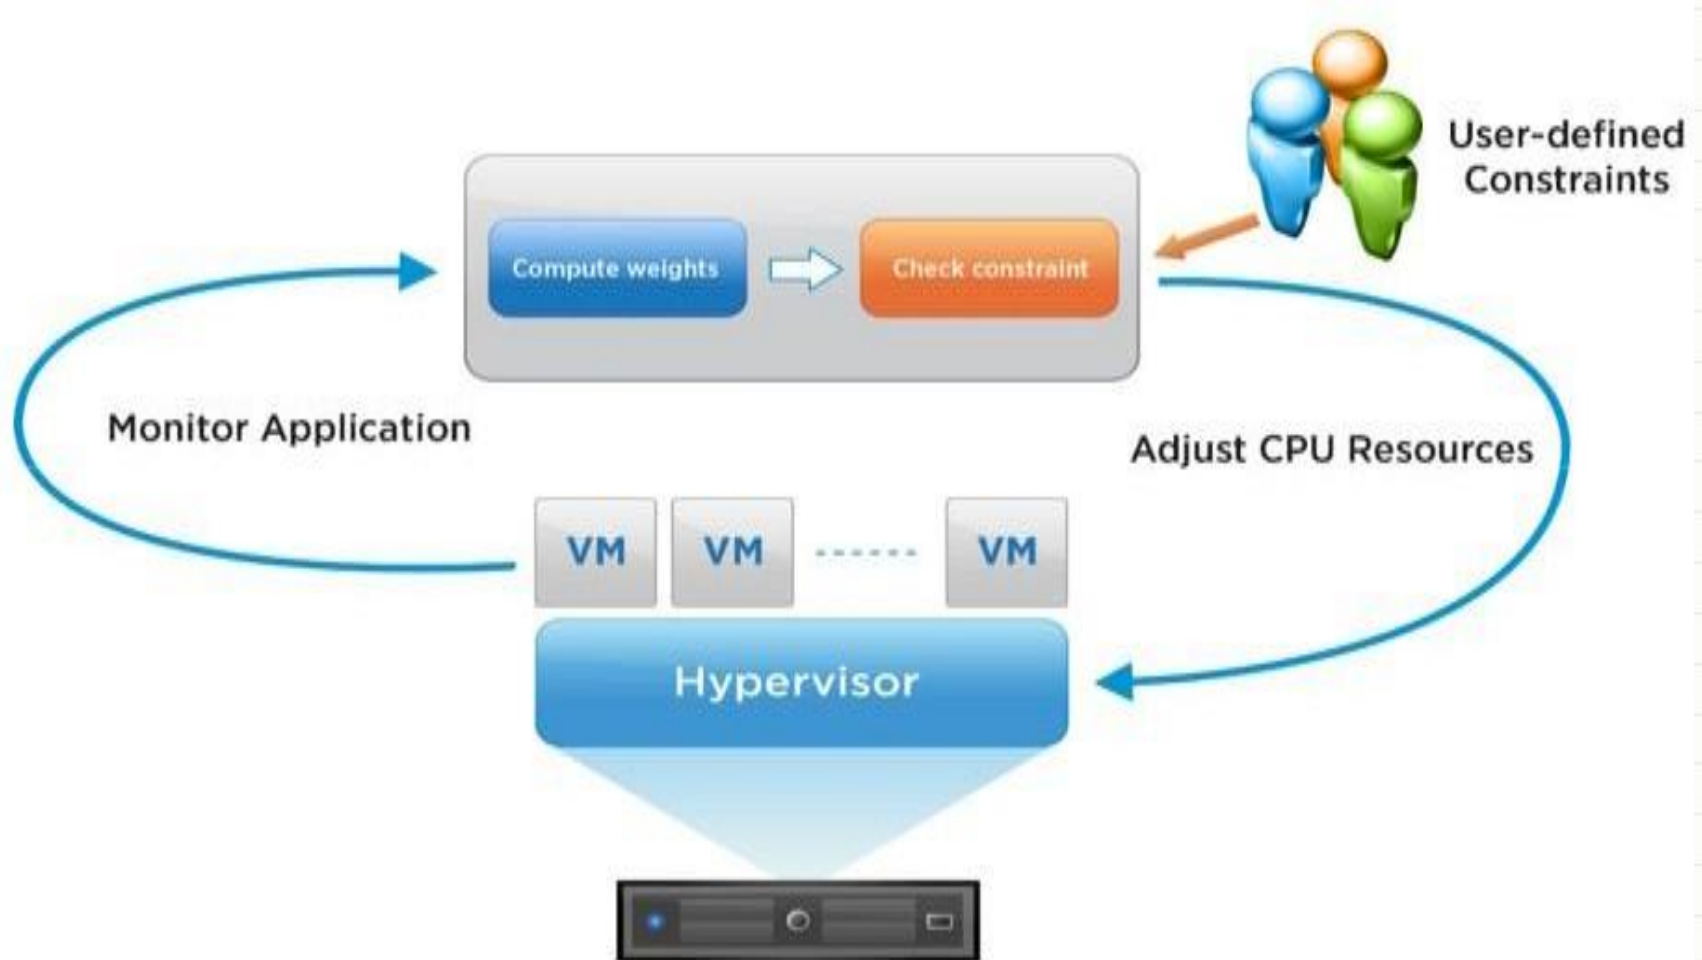 User-defined
Constraints
Compute weights
Check constraint
Monitor Application
Adjust CPU Resources
VM
VM
VM
Hypervisor